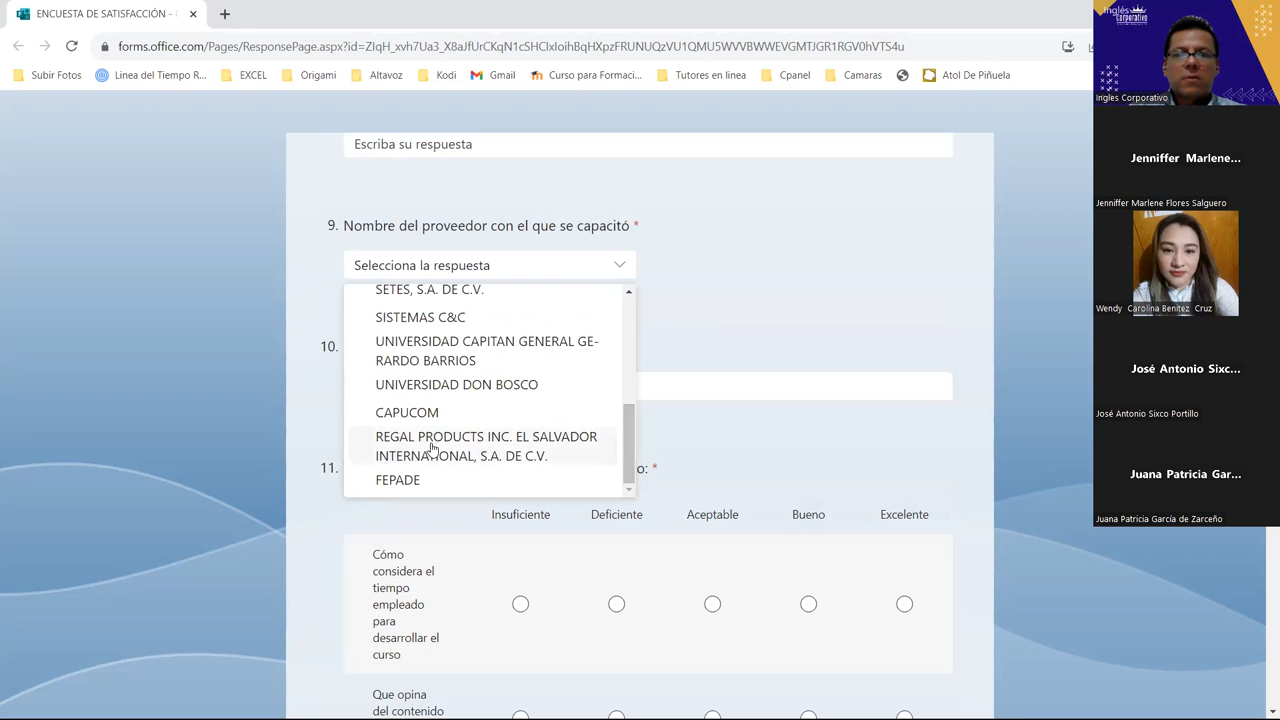 ENCUESTA DE SATISFACCIÓN - 
forms.office.com/Pages/ResponsePage.aspx?id=ZIqH_xvh7Ua3_X8aJfUrCKqN1cSHClxIoihBqHXpzFRUNUQzVU1QMU5WVVBWWEVGMTJGR1RGV0hVTS4u
Subir Fotos
Linea del Tiempo R...
EXCEL
Origami
Altavoz
Kodi
Gmail
Curso para Formaci...
Tutores en linea
Cpanel
Camaras
Atol De Piñuela
Escriba su respuesta
9. Nombre del proveedor con el que se capacitó *
Selecciona la respuesta
SETES, S.A. DE C.V.
SISTEMAS C&C
UNIVERSIDAD CAPITAN GENERAL GE-
RARDO BARRIOS
UNIVERSIDAD DON BOSCO
CAPUCOM
REGAL PRODUCTS INC. EL SALVADOR
INTERNATIONAL, S.A. DE C.V.
FEPADE
10.
11.
o: *
Insuficiente Deficiente Aceptable Bueno Excelente
Cómo
considera el
tiempo
empleado
para
desarrollar el
curso
Que opina
del contenido
Inglés
Corporativo
Ingles Corporativo
Jenniffer Marlene...
Jenniffer Marlene Flores Salguero
Wendy Carolina Benítez Cruz
José Antonio Sixc...
José Antonio Sixco Portillo
Juana Patricia Gar...
Juana Patricia García de Zarceño